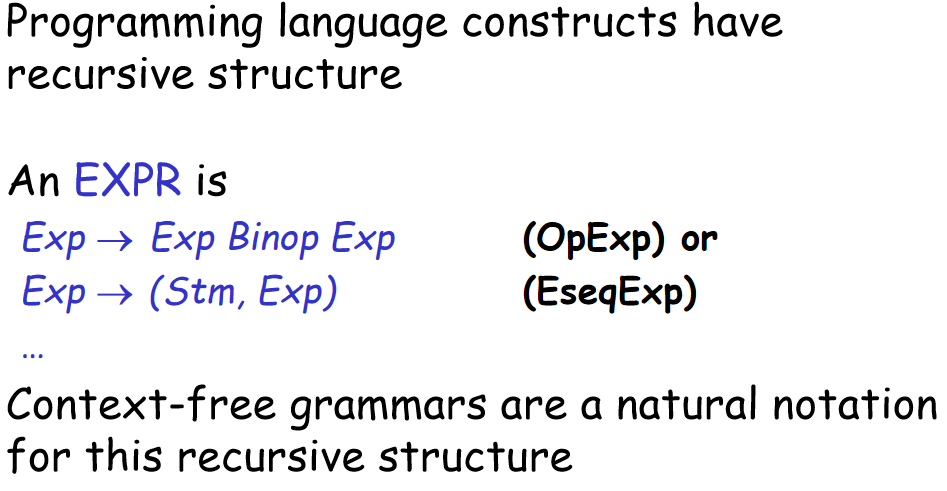 Programming language constructs have
recursive structure
An EXPR is
Exp → Exp Binop Exp (OpExp) or
Exp → (Stm, Exp) (EseqExp)
...
Context-free grammars are a natural notation
for this recursive structure